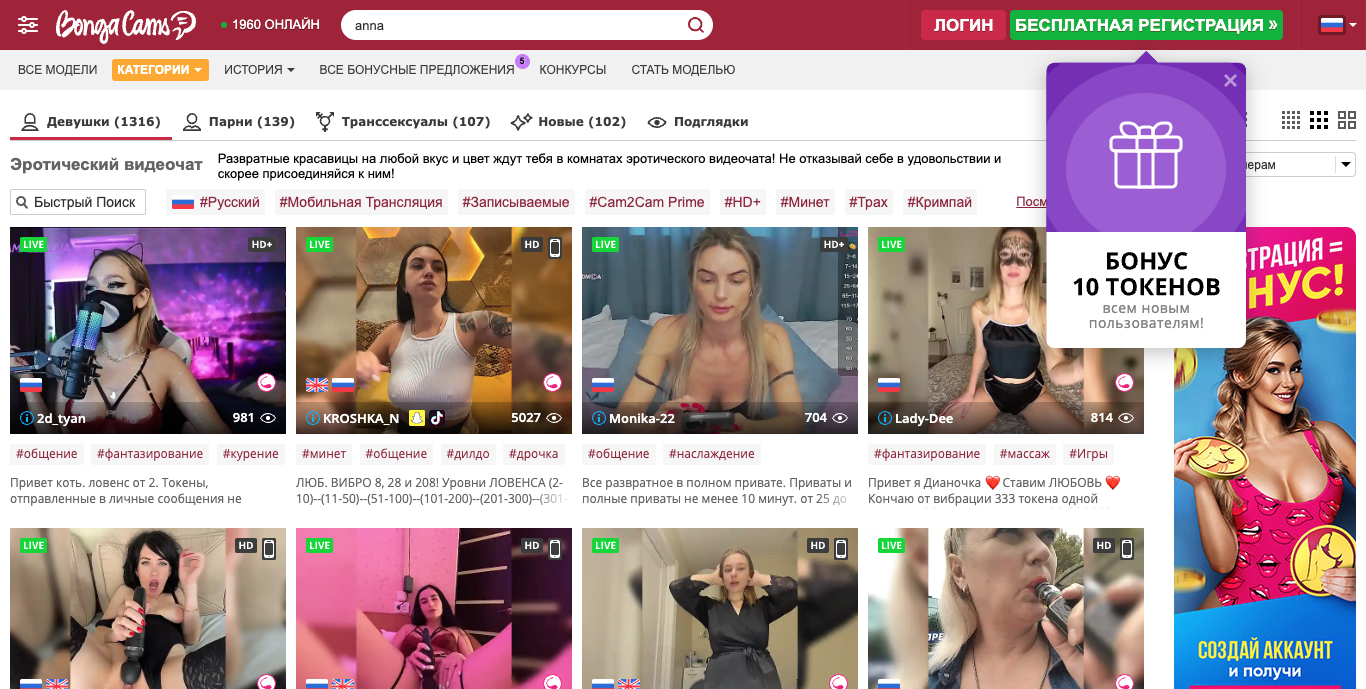 BongaCams
1960 ОНЛАЙН
anna
ЛОГИН
БЕСПЛАТНАЯ РЕГИСТРАЦИЯ »
ВСЕ МОДЕЛИ
КАТЕГОРИИ
ИСТОРИЯ
ВСЕ БОНУСНЫЕ ПРЕДЛОЖЕНИЯ
5
КОНКУРСЫ
СТАТЬ МОДЕЛЬЮ
Девушки (1316)
Парни (139)
Транссексуалы (107)
Новые (102)
Подглядки
Эротический видеочат
Развратные красавицы на любой вкус и цвет ждут тебя в комнатах эротического видеочата! Не отказывай себе в удовольствии и
скорее присоединяйся к ним!
Быстрый Поиск
#Русский
#Мобильная Трансляция
#Записываемые
#Cam2Cam Prime
#HD+
#Минет
#Трах
#Кримпай
БОНУС
10 ТОКЕНОВ
всем новым
пользователям!
LIVE
HD+
2d_tyan
981
#общение
#фантазирование
#курение
Привет коть. ловенс от 2. Токены,
отправленные в личные сообщения не
LIVE
HD
KROSHKA_N
5027
#минет
#общение
#дилдо
#дрочка
ЛЮБ. ВИБРО 8, 28 и 208! Уровни ЛОВЕНСА (2-
10)--(11-50)--(51-100)--(101-200)--(201-300)--(301-
LIVE
HD+
Monika-22
704
#общение
#наслаждение
Все развратное в полном привате. Приваты и
полные приваты не менее 10 минут. от 25 до
LIVE
Lady-Dee
814
#фантазирование
#массаж
#Игры
Привет я Дианочка ❤️Ставим ЛЮБОВЬ ❤️
Кончаю от вибрации 333 токена одной
LIVE
HD
LIVE
HD
LIVE
HD
LIVE
HD
СОЗДАЙ АККАУНТ
и получи